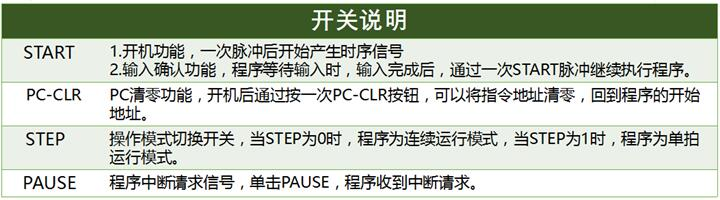 开关说明
START
1.开机功能，一次脉冲后开始产生时序信号
2.输入确认功能，程序等待输入时，输入完成后，通过一次START脉冲继续执行程序。
PC-CLR
PC清零功能，开机后通过按一次PC-CLR按钮，可以将指令地址清零，回到程序的开始
地址。
STEP
操作模式切换开关，当STEP为0时，程序为连续运行模式，当STEP为1时，程序为单拍
运行模式。
PAUSE
程序中断请求信号，单击PAUSE，程序收到中断请求。